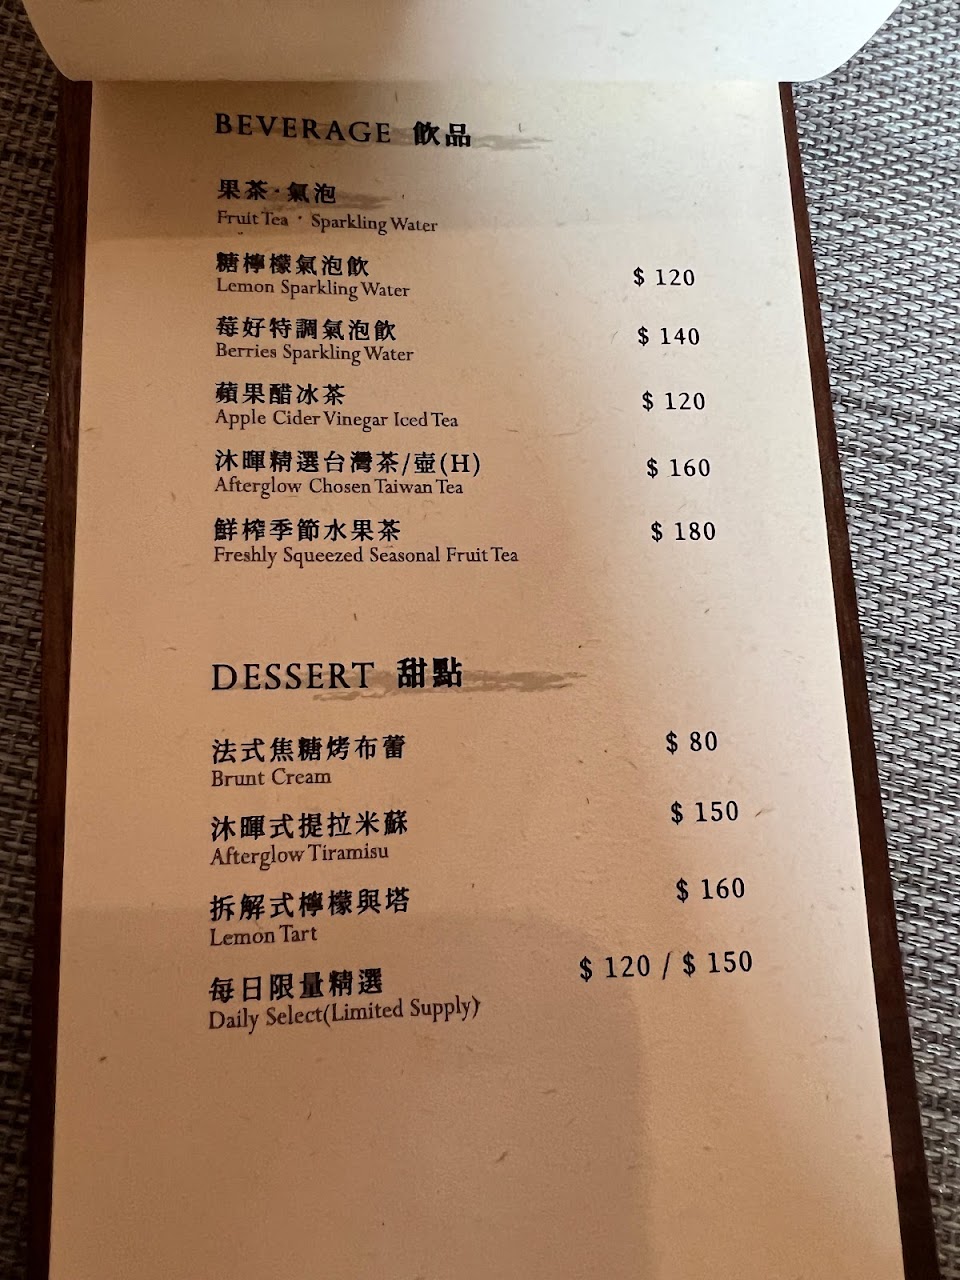 BEVERAGE 飲品
果茶·氣泡
Fruit Tea · Sparkling Water
糖檸檬氣泡飲 $ 120
Lemon Sparkling Water
莓好特調氣泡飲 $ 140
Berries Sparkling Water
蘋果醋冰茶 $ 120
Apple Cider Vinegar Iced Tea
沐暉精選台灣茶/壺(H) $ 160
Afterglow Chosen Taiwan Tea
鮮榨季節水果茶 $ 180
Freshly Squeezed Seasonal Fruit Tea
DESSERT 甜點
法式焦糖烤布蕾 $ 80
Brunt Cream
沐暉式提拉米蘇 $ 150
Afterglow Tiramisu
拆解式檸檬與塔 $ 160
Lemon Tart
每日限量精選 $ 120 / $ 150
Daily Select(Limited Supply)